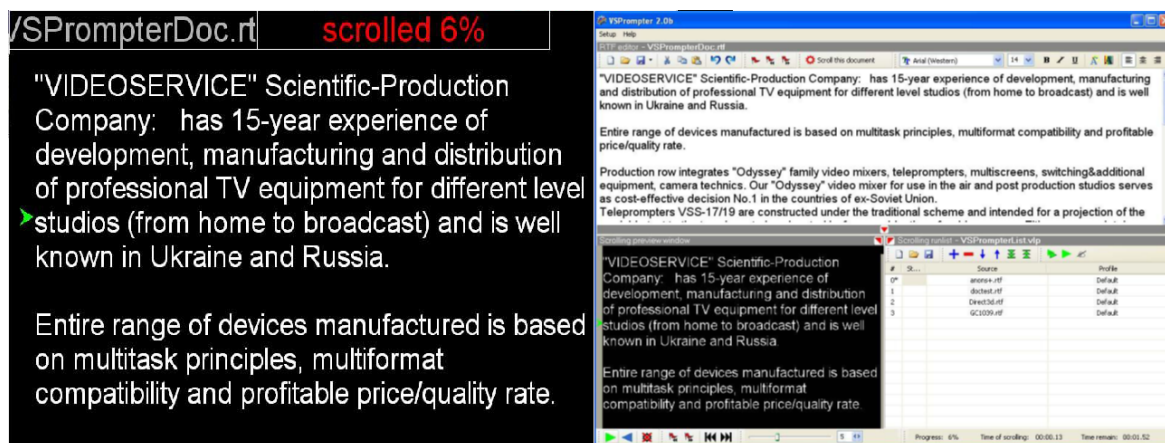 VSPrompterDoc.rt
scrolled 6%
"VIDEOSERVICE" Scientific-Production
Company: has 15-year experience of
development, manufacturing and distribution
of professional TV equipment for different level
studios (from home to broadcast) and is well
known in Ukraine and Russia.
Entire range of devices manufactured is based
on multitask principles, multiformat
compatibility and profitable price/quality rate.
VSPrompter 2.0b
Setup Help
RTF editor - VSPrompterDoc.rtf
Scroll this document
Arial (Western)
14
B I U
"VIDEOSERVICE" Scientific-Production Company: has 15-year experience of development, manufacturing
and distribution of professional TV equipment for different level studios (from home to broadcast) and is well
known in Ukraine and Russia.
Entire range of devices manufactured is based on multitask principles, multiformat compatibility and profitable
price/quality rate.
Production row integrates "Odyssey" family video mixers, teleprompters, multiscreens, switching&additional
equipment, camera technics. Our "Odyssey" video mixer for use in the air and post production studios serves
as cost-effective decision No.1 in the countries of ex-Soviet Union.
Teleprompters VSS-17/19 are constructed under the traditional scheme and intended for a projection of the
Scrolling preview window
"VIDEOSERVICE" Scientific-Production
Company: has 15-year experience of
development, manufacturing and distribution
of professional TV equipment for different level
studios (from home to broadcast) and is well
known in Ukraine and Russia.
Entire range of devices manufactured is based
on multitask principles, multiformat
compatibility and profitable price/quality rate.
Scrolling runlist - VSPrompterList.vlp
# St... Source Profile
0* anons+.rtf Default
1 doctest.rtf Default
2 Direct3d.rtf Default
3 GC1039.rtf Default
5
Progress: 6% Time of scrolling: 00:00.13 Time remain: 00:01.52